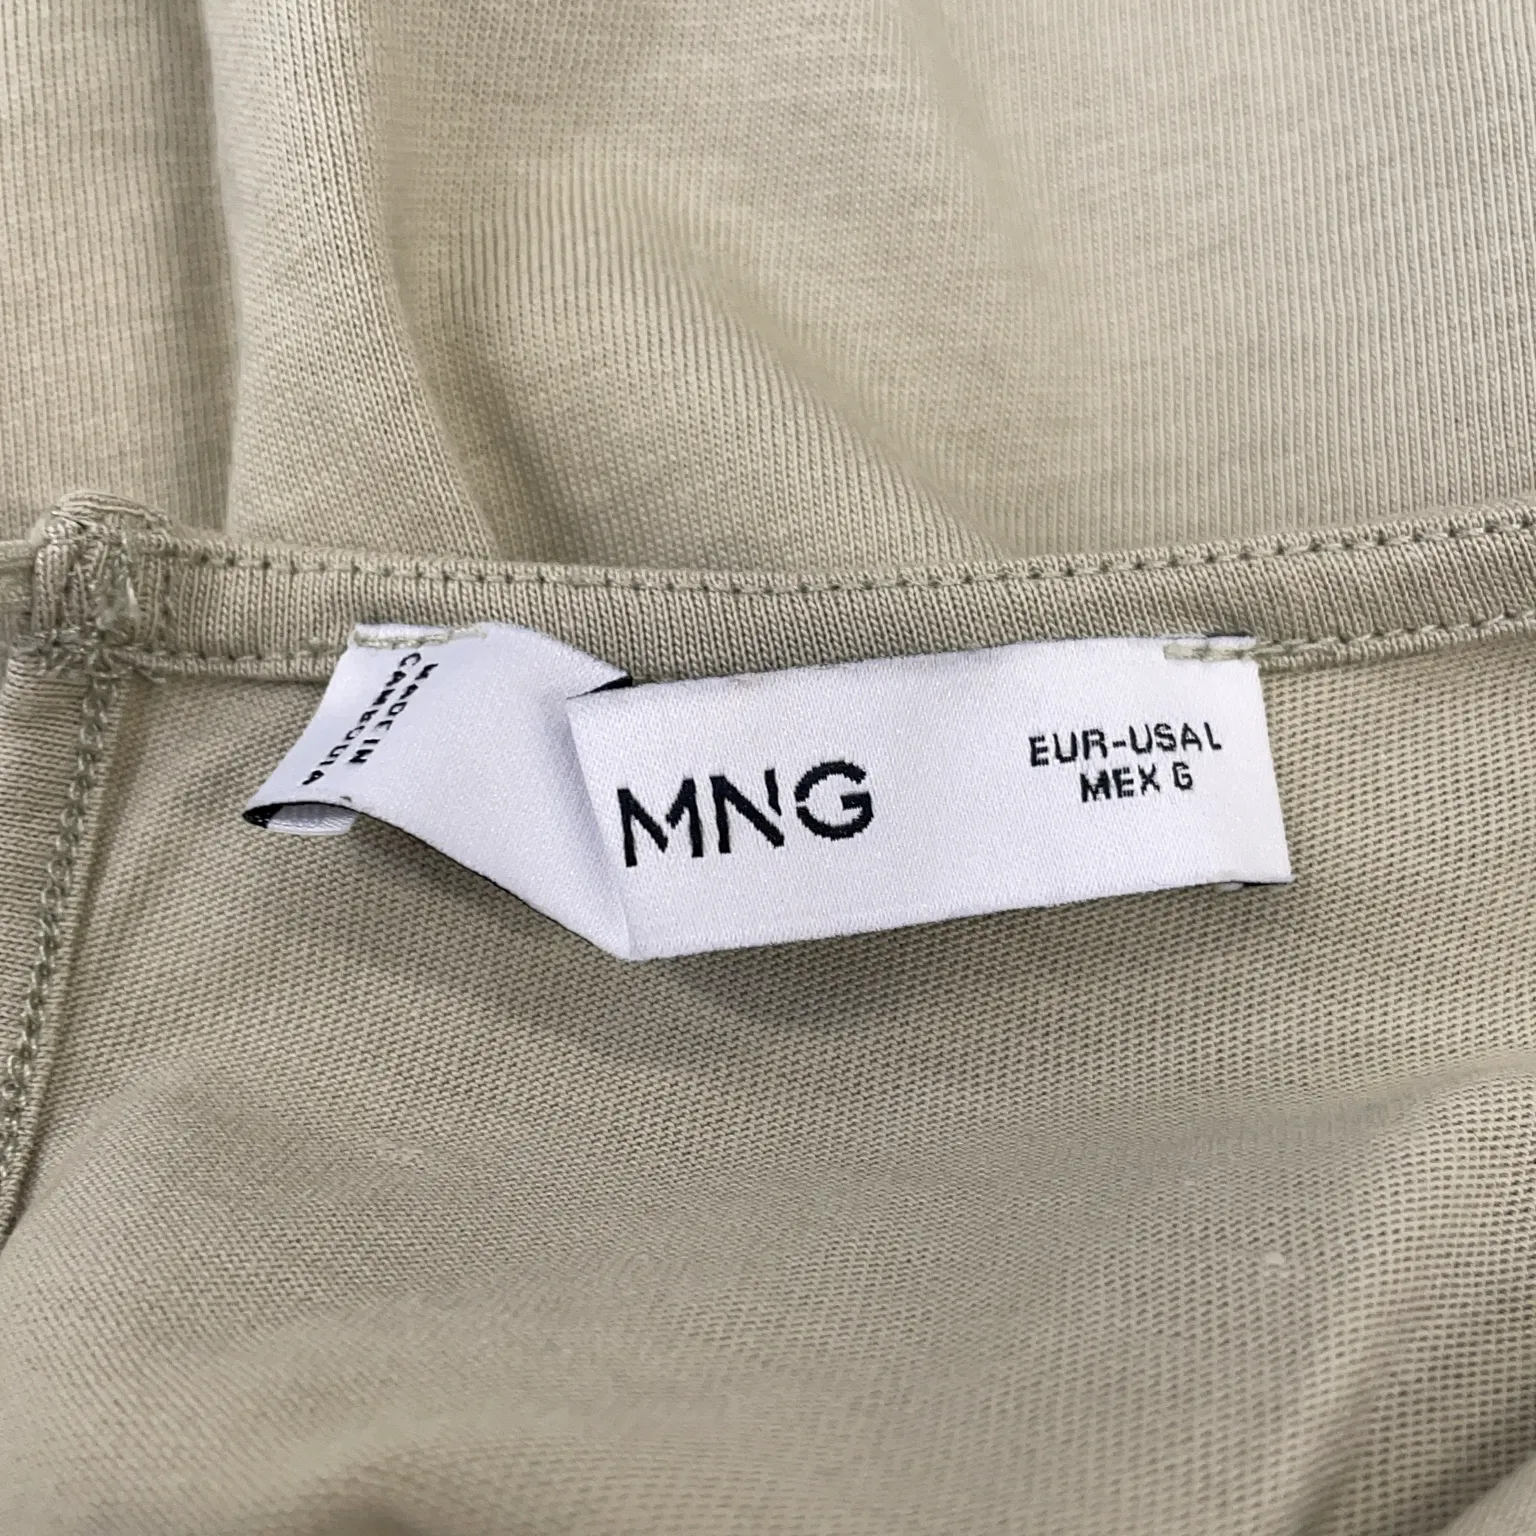 MADE IN
CAMBODIA
MNG
EUR-USA L
MEX G